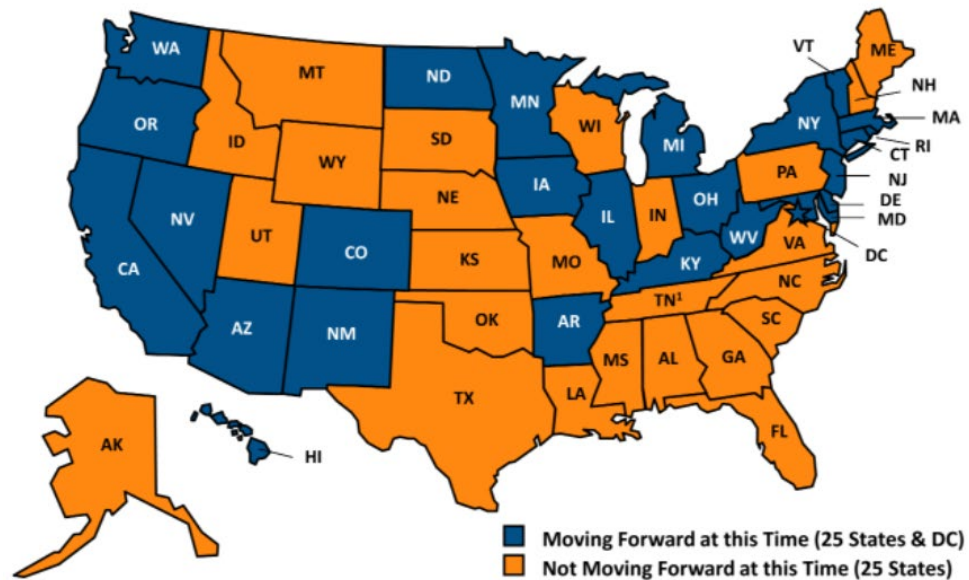 WA
MT
ND
MN
VT
ME
NH
MA
RI
CT
NJ
DE
MD
DC
OR
ID
SD
WI
MI
NY
WY
IA
PA
NE
NV
UT
CO
IL
IN
OH
WV
VA
CA
KS
MO
KY
NC
AZ
NM
OK
AR
TN¹
SC
MS
AL
GA
TX
LA
FL
AK
HI
Moving Forward at this Time (25 States & DC)
Not Moving Forward at this Time (25 States)